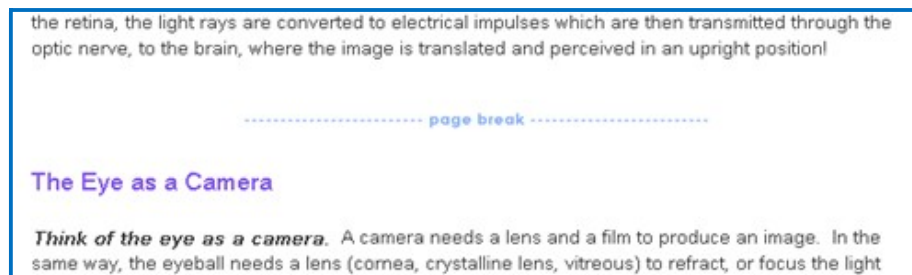 the retina, the light rays are converted to electrical impulses which are then transmitted through the
optic nerve, to the brain, where the image is translated and perceived in an upright position!
------------------------- page break -------------------------
The Eye as a Camera
Think of the eye as a camera. A camera needs a lens and a film to produce an image. In the
same way, the eyeball needs a lens (cornea, crystalline lens, vitreous) to refract, or focus the light